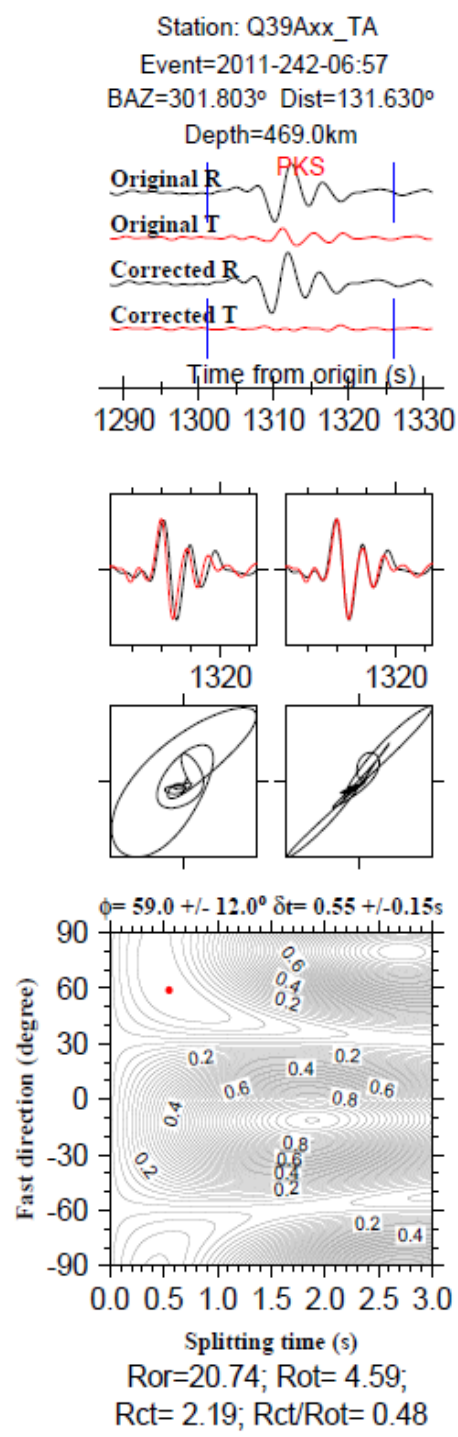 Station: Q39Axx_TA
Event=2011-242-06:57
BAZ=301.803º Dist=131.630º
Depth=469.0km
PKS
Original R
Original T
Corrected R
Corrected T
Time from origin (s)
1290 1300 1310 1320 1330
1320 1320
ϕ= 59.0 +/- 12.0⁰ δt= 0.55 +/-0.15s
Fast direction (degree)
90
60
30
0
-30
-60
-90
0.6
0.4
0.2
0.2 0.2
0.4
0.6 0.6
0.8
0.4
0.8
0.6
0.4
0.2
0.2
0.2
0.4
0.0 0.5 1.0 1.5 2.0 2.5 3.0
Splitting time (s)
Ror=20.74; Rot= 4.59;
Rct= 2.19; Rct/Rot= 0.48